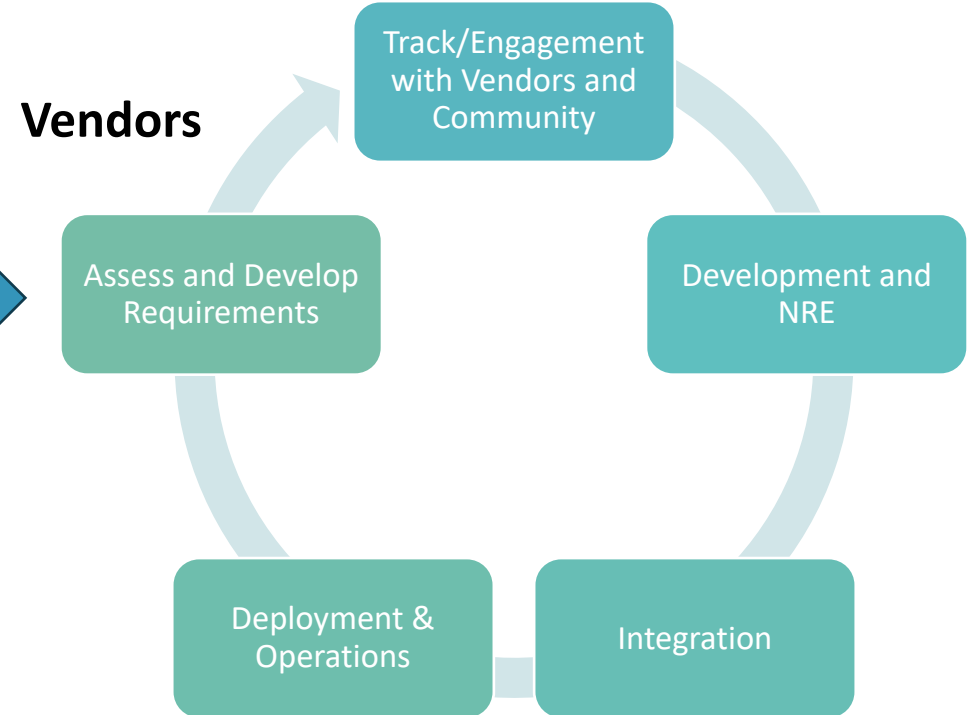 Track/Engagement
with Vendors and
Community
Vendors
Assess and Develop
Requirements
Development and
NRE
Deployment &
Operations
Integration